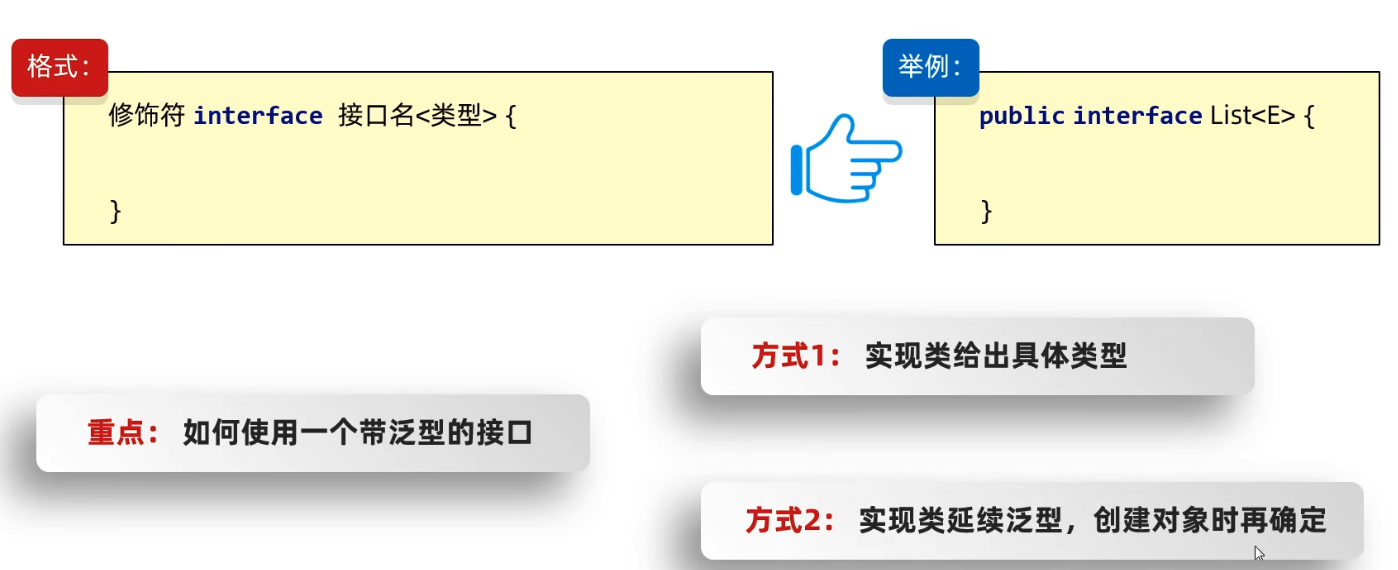 格式：
修饰符 interface 接口名<类型> {
}
举例：
public interface List<E> {
}
重点： 如何使用一个带泛型的接口
方式1： 实现类给出具体类型
方式2： 实现类延续泛型，创建对象时再确定